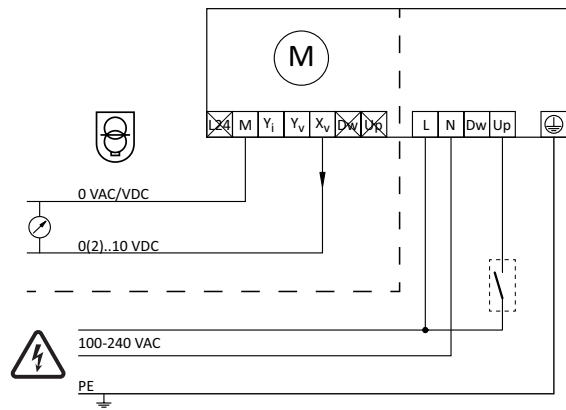 M
L24 M Yi Yv Xv Dw Up L N Dw Up
0 VAC/VDC
0(2)..10 VDC
100-240 VAC
PE